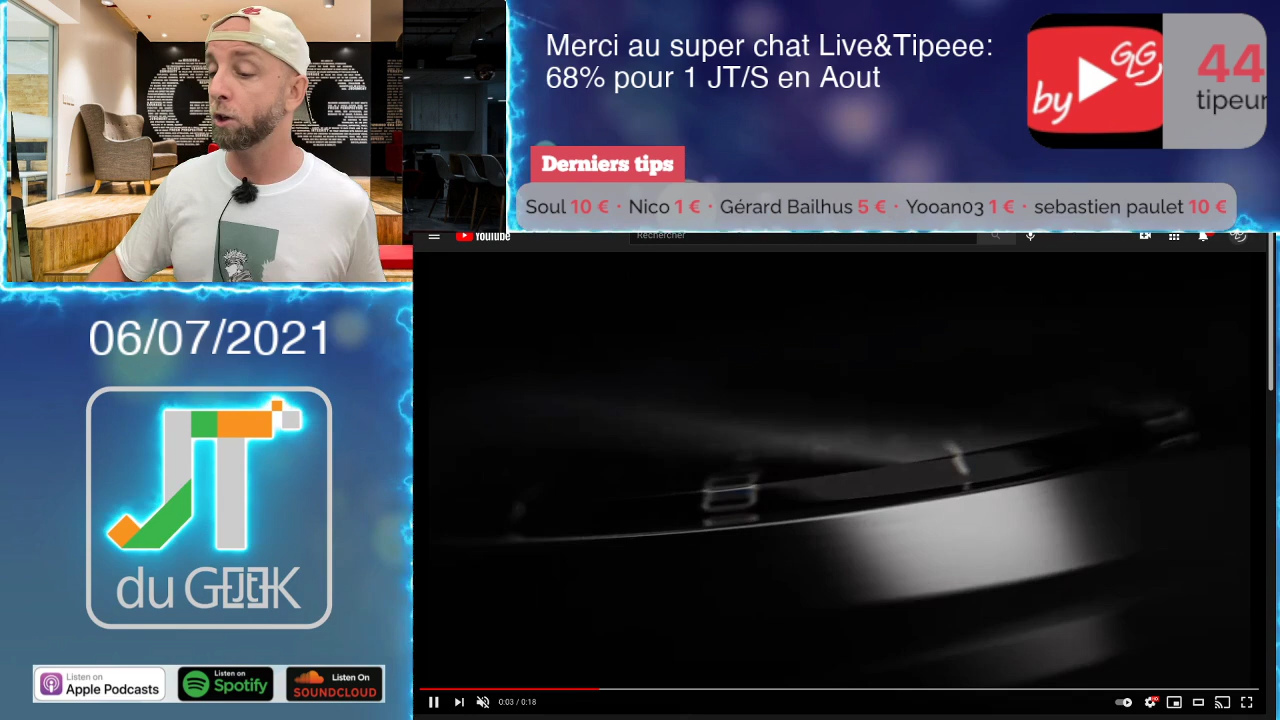 Merci au super chat Live&Tipeee:
68% pour 1 JT/S en Aout
by GG
44
tipeur
Derniers tips
Soul 10 € • Nico 1 € • Gérard Bailhus 5 € • Yooan03 1 € • sebastien paulet 10 €
YouTube
Rechercher
06/07/2021
JT
du GEEK
Listen on
Apple Podcasts
Listen on
Spotify
Listen On
SOUNDCLOUD
0:03 / 0:18